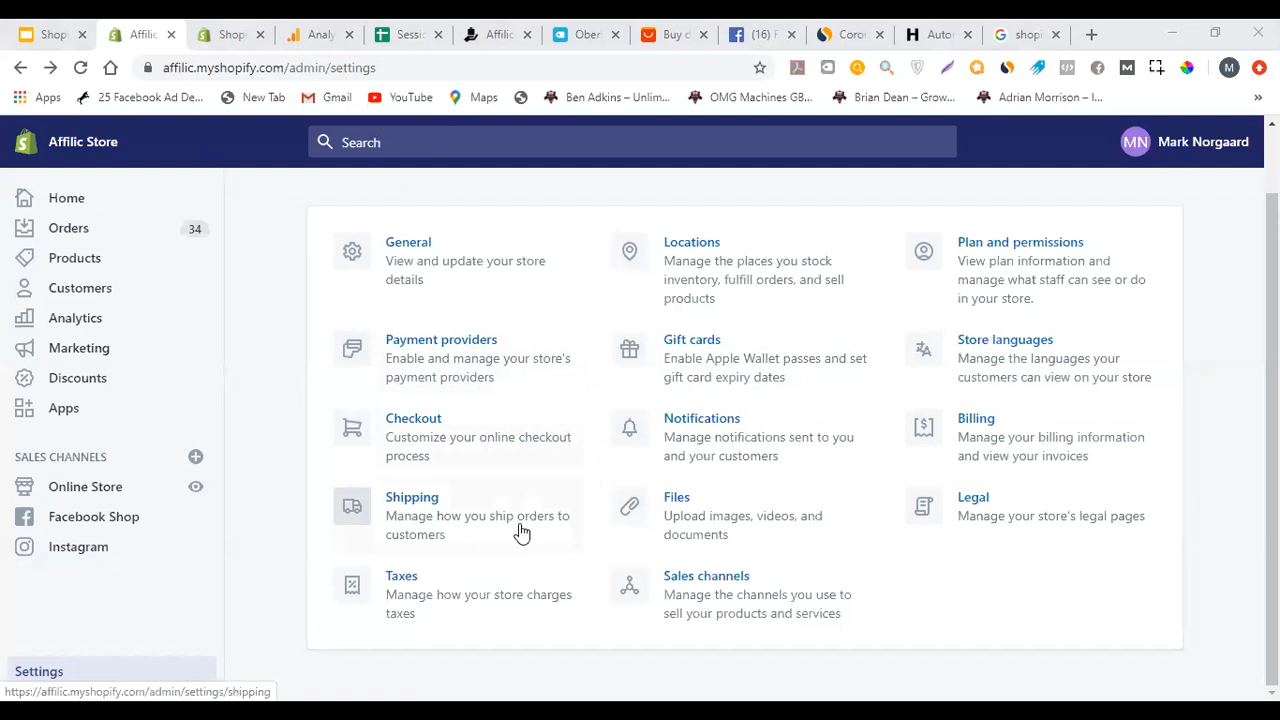 Shop
Affilic
Shop
Analy
Sessi
Affilic
Ober
Buy d
(16) F
Coro
Auto
shopi
affilic.myshopify.com/admin/settings
M
Apps
25 Facebook Ad De...
New Tab
Gmail
YouTube
Maps
Ben Adkins – Unlim...
OMG Machines GB...
Brian Dean – Grow...
Adrian Morrison – I...
»
Affilic Store
Search
MN
Mark Norgaard
Home
Orders
34
Products
Customers
Analytics
Marketing
Discounts
Apps
SALES CHANNELS
Online Store
Facebook Shop
Instagram
Settings
General
View and update your store
details
Locations
Manage the places you stock
inventory, fulfill orders, and sell
products
Plan and permissions
View plan information and
manage what staff can see or do
in your store.
Payment providers
Enable and manage your store's
payment providers
Gift cards
Enable Apple Wallet passes and set
gift card expiry dates
Store languages
Manage the languages your
customers can view on your store
Checkout
Customize your online checkout
process
Notifications
Manage notifications sent to you
and your customers
Billing
Manage your billing information
and view your invoices
Shipping
Manage how you ship orders to
customers
Files
Upload images, videos, and
documents
Legal
Manage your store's legal pages
Taxes
Manage how your store charges
taxes
Sales channels
Manage the channels you use to
sell your products and services
https://affilic.myshopify.com/admin/settings/shipping